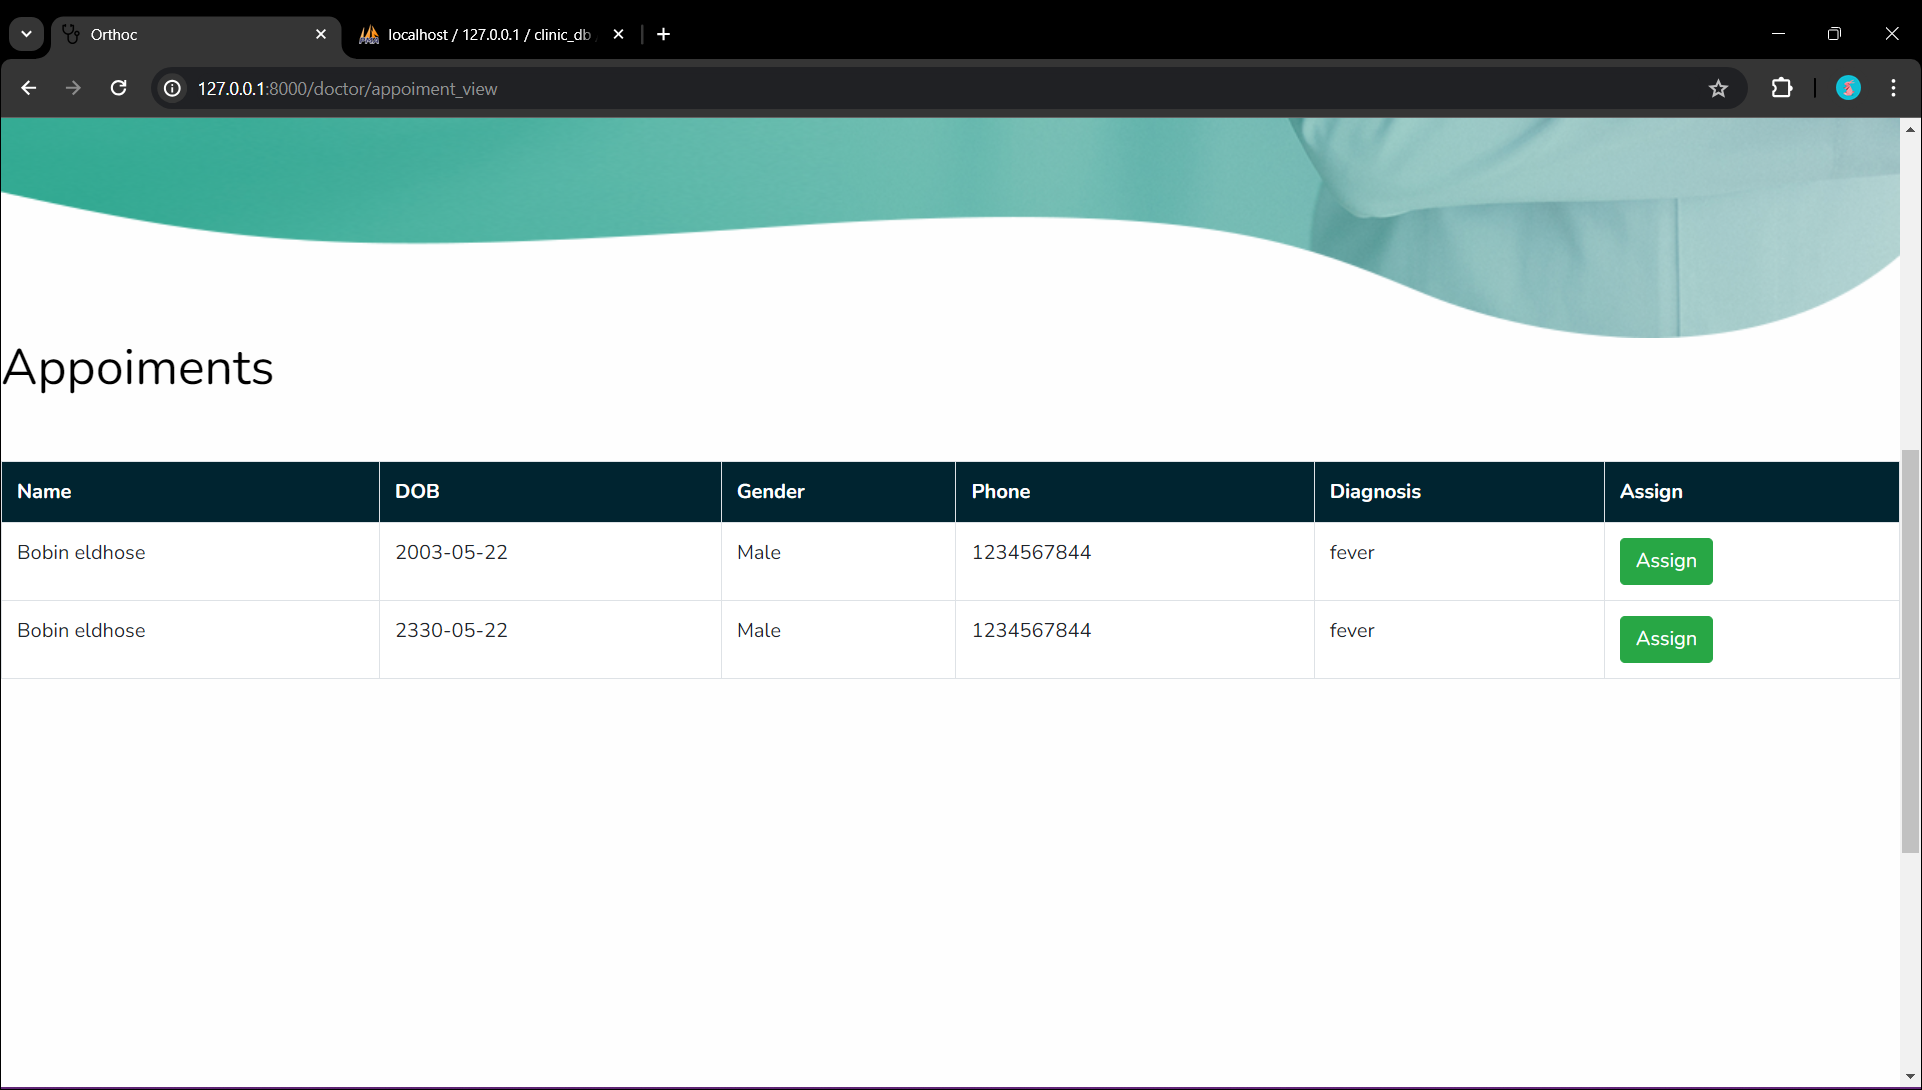 Orthoc
localhost / 127.0.0.1 / clinic_db
127.0.0.1:8000/doctor/appoiment_view
Appoiments
Name DOB Gender Phone Diagnosis Assign
Bobin eldhose 2003-05-22 Male 1234567844 fever Assign
Bobin eldhose 2330-05-22 Male 1234567844 fever Assign